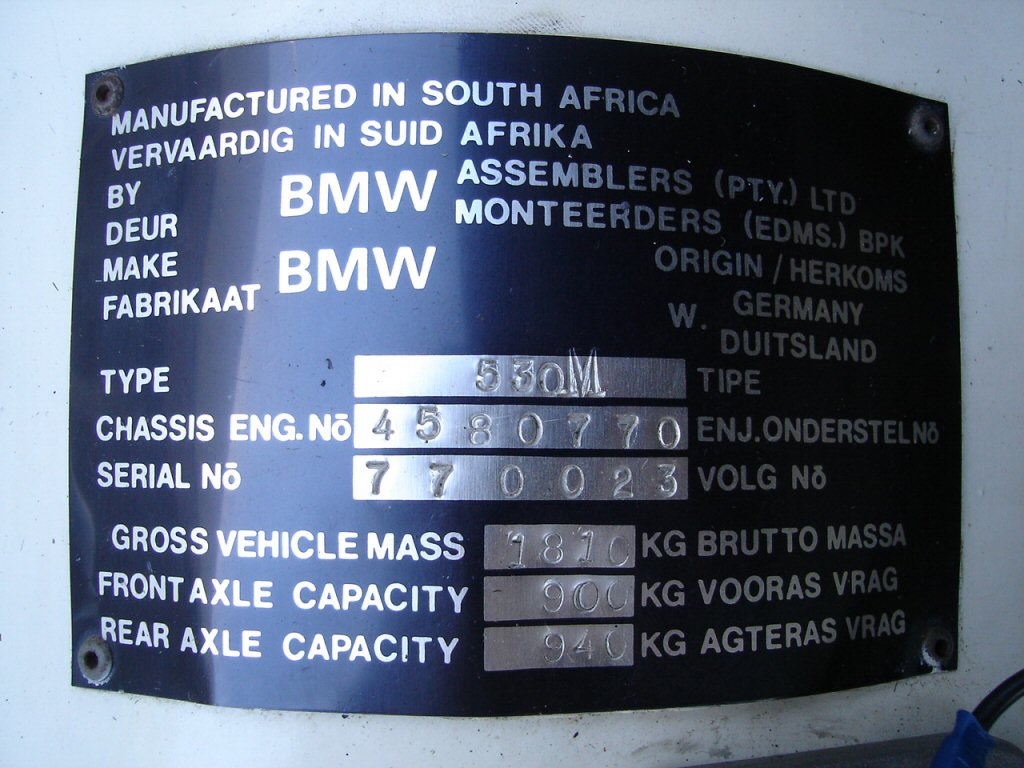 MANUFACTURED IN SOUTH AFRICA
VERVAARDIG IN SUID AFRIKA
BY BMW ASSEMBLERS (PTY.) LTD
DEUR MONTEERDERS (EDMS.) BPK
MAKE BMW ORIGIN / HERKOMS
FABRIKAAT W. GERMANY
DUITSLAND
TYPE 530M TIPE
CHASSIS ENG. Nō 4580770 ENJ. ONDERSTEL Nō
SERIAL Nō 770023 VOLG Nō
GROSS VEHICLE MASS 1810 KG BRUTTO MASSA
FRONT AXLE CAPACITY 900 KG VOORAS VRAG
REAR AXLE CAPACITY 940 KG AGTERAS VRAG